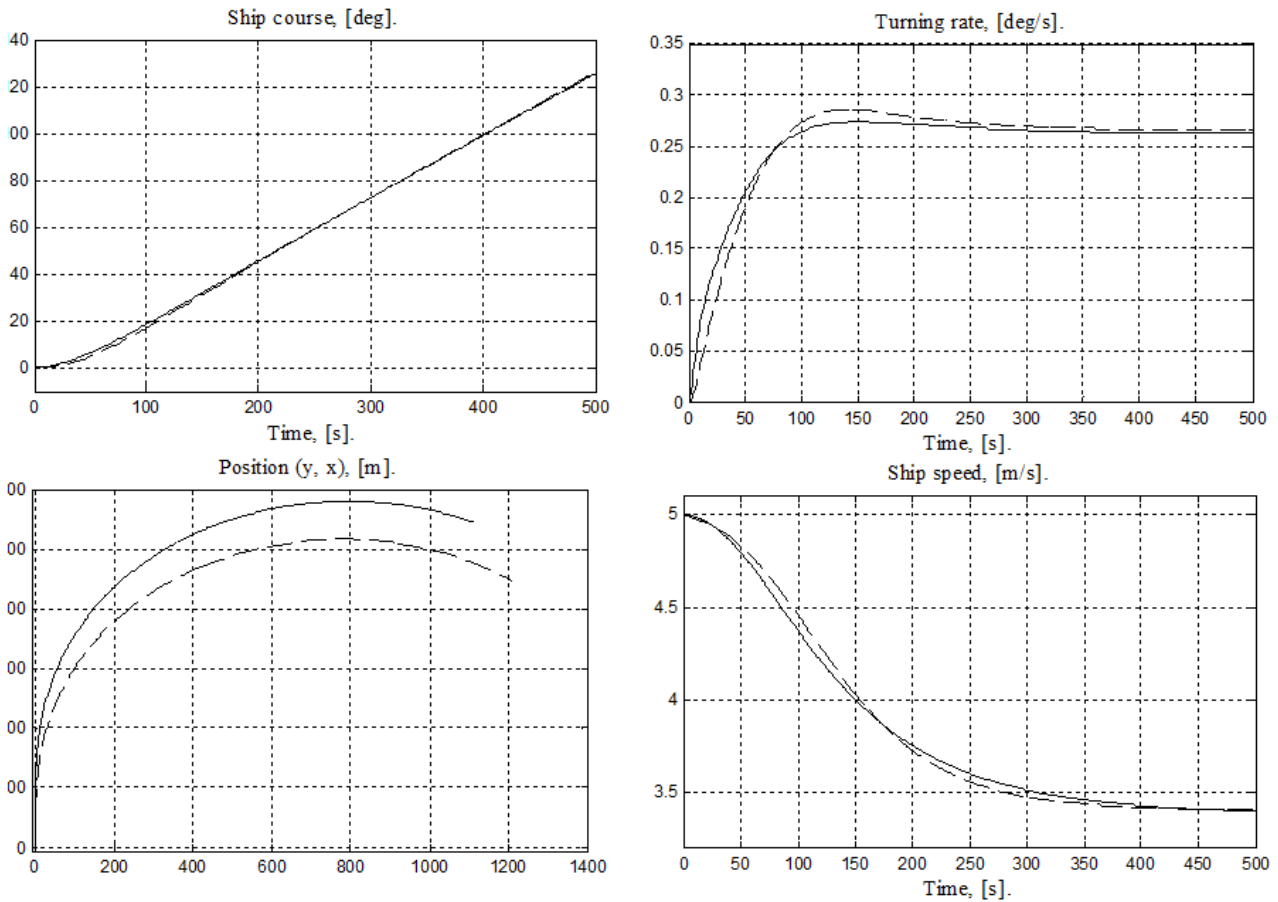 Ship course, [deg].
40
20
00
80
60
40
20
0
0 100 200 300 400 500
Time, [s].
Turning rate, [deg/s].
0.35
0.3
0.25
0.2
0.15
0.1
0.05
0
0 50 100 150 200 250 300 350 400 450 500
Time, [s].
Position (y, x), [m].
00
00
00
00
00
00
0
0 200 400 600 800 1000 1200 1400
Ship speed, [m/s].
5
4.5
4
3.5
0 50 100 150 200 250 300 350 400 450 500
Time, [s].